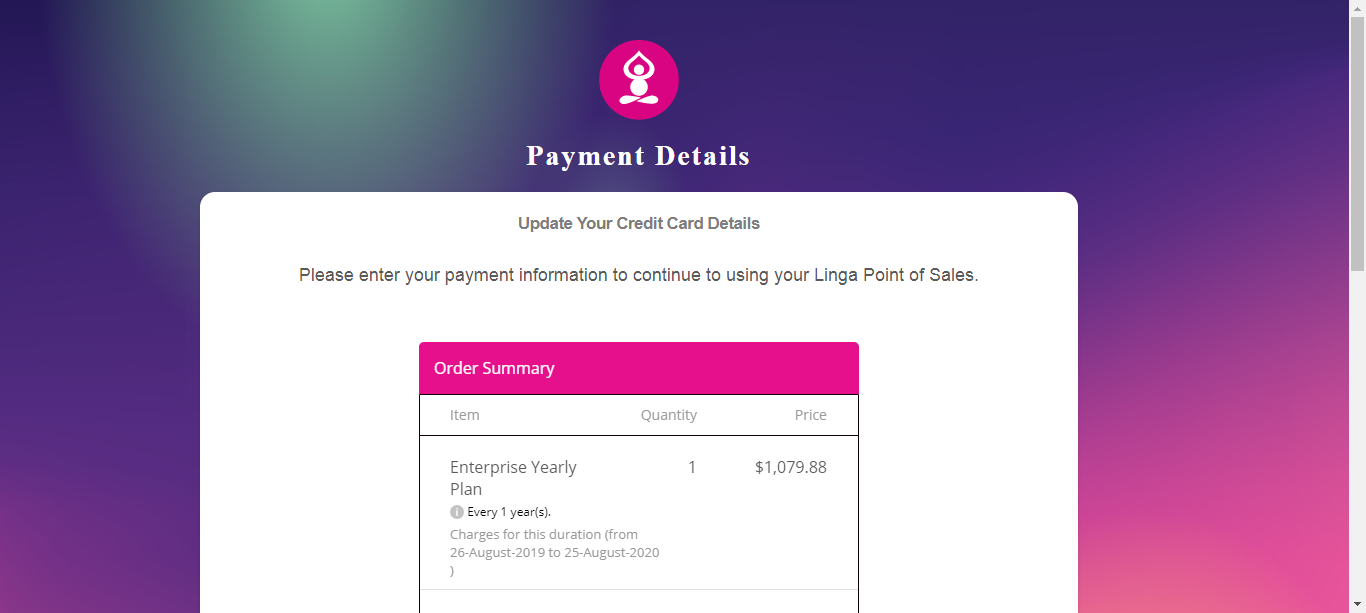 Payment Details
Update Your Credit Card Details
Please enter your payment information to continue to using your Linga Point of Sales.
Order Summary
Item Quantity Price
Enterprise Yearly 1 $1,079.88
Plan
Every 1 year(s).
Charges for this duration (from
26-August-2019 to 25-August-2020
)